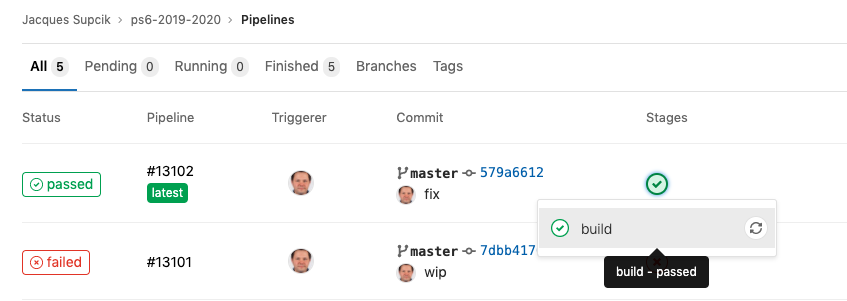 Jacques Supcik > ps6-2019-2020 > Pipelines
All 5 Pending 0 Running 0 Finished 5 Branches Tags
Status Pipeline Triggerer Commit Stages
passed #13102 master 579a6612
latest fix
build
failed #13101 master 7dbb417
wip
build - passed